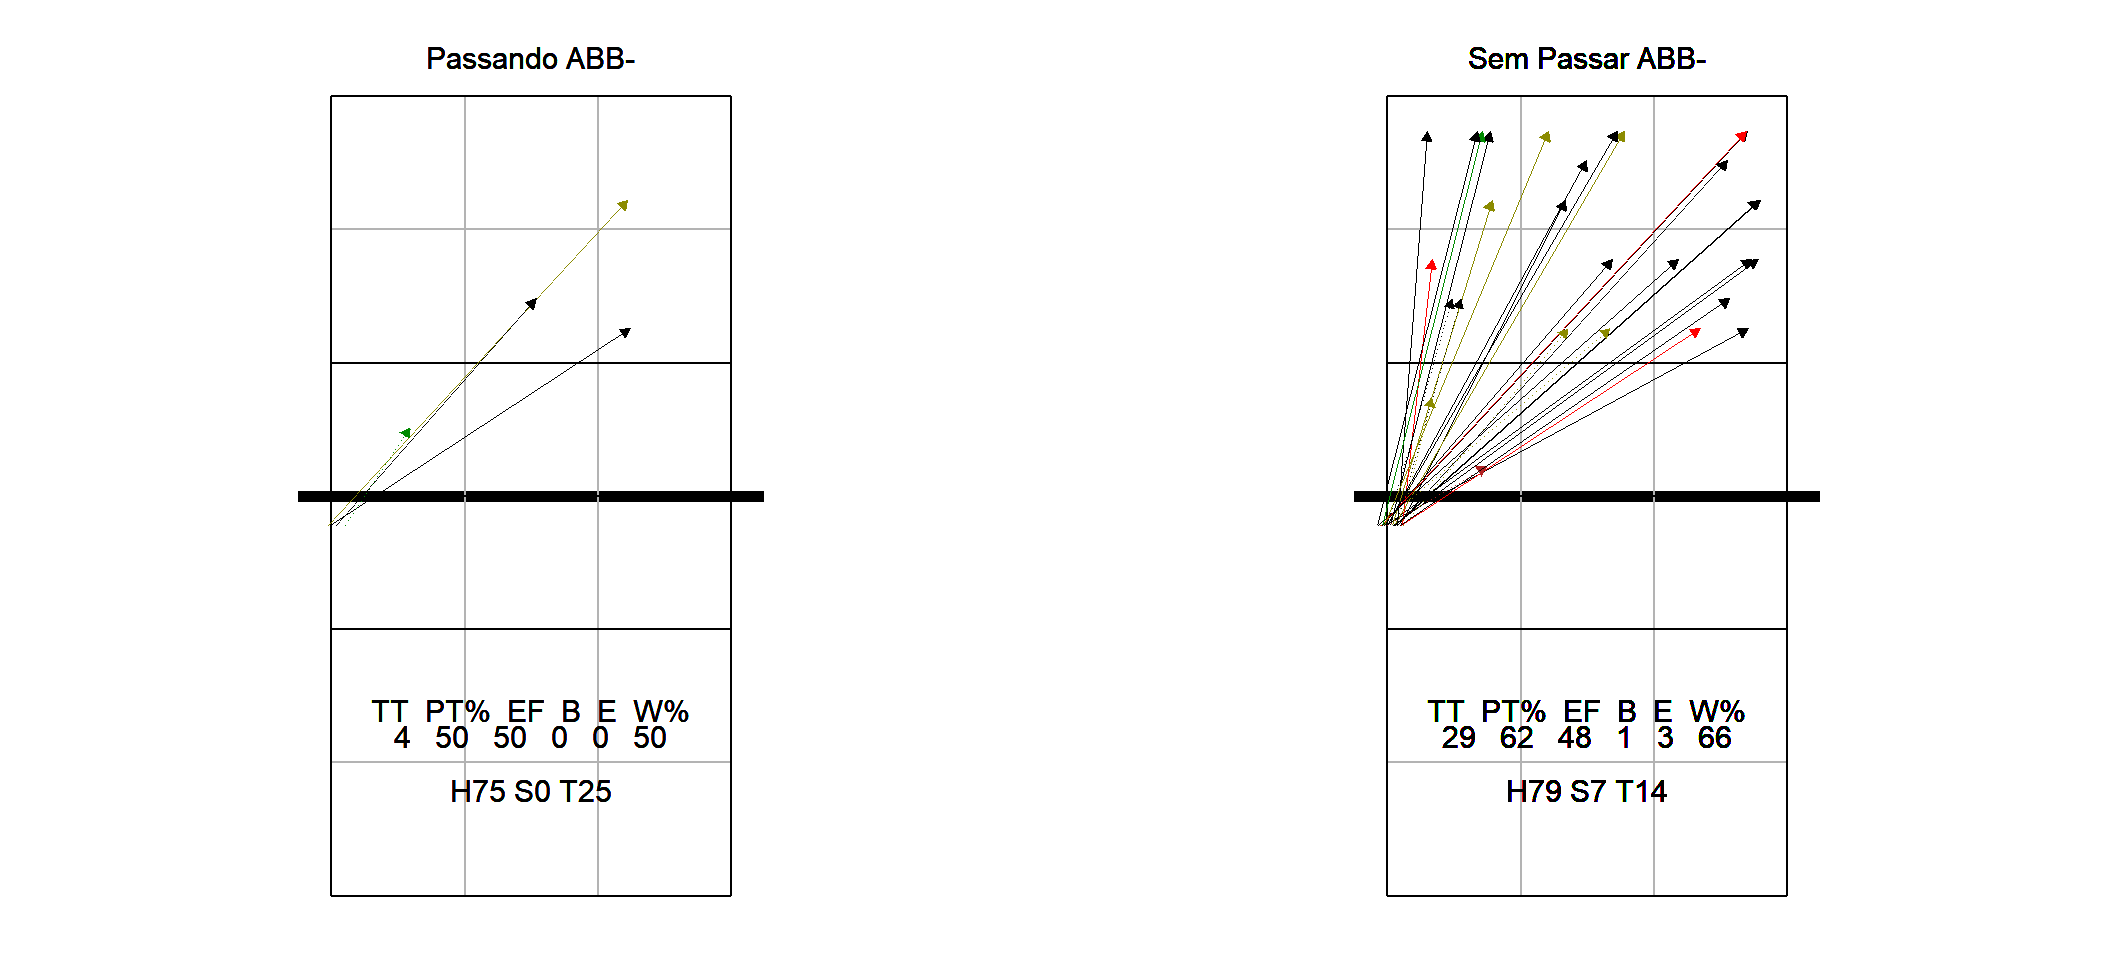 Passando ABB-
TT PT% EF B E W%
4 50 50 0 0 50
H75 S0 T25
Sem Passar ABB-
TT PT% EF B E W%
29 62 48 1 3 66
H79 S7 T14